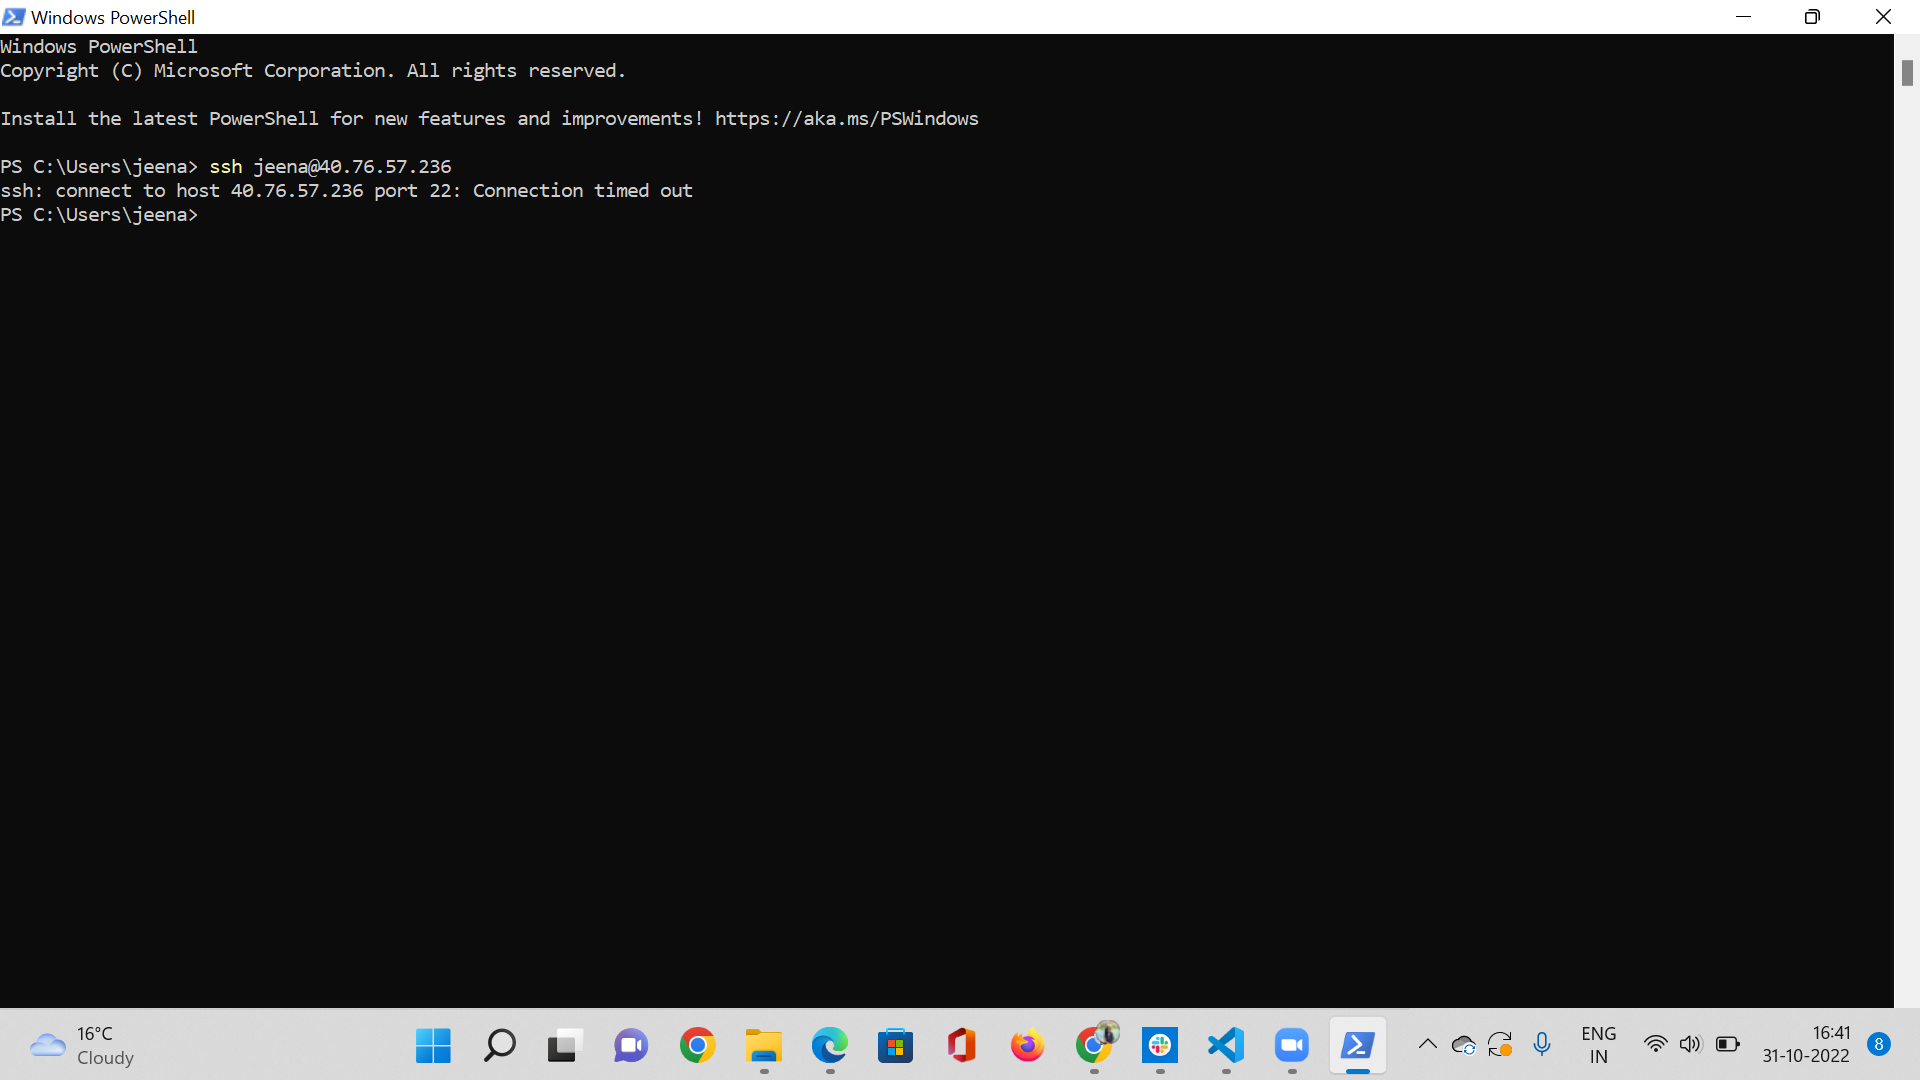 Windows PowerShell
Windows PowerShell
Copyright (C) Microsoft Corporation. All rights reserved.
Install the latest PowerShell for new features and improvements! https://aka.ms/PSWindows
PS C:\Users\jeena> ssh jeena@40.76.57.236
ssh: connect to host 40.76.57.236 port 22: Connection timed out
PS C:\Users\jeena>
16°C
Cloudy
ENG
IN
16:41
31-10-2022
8